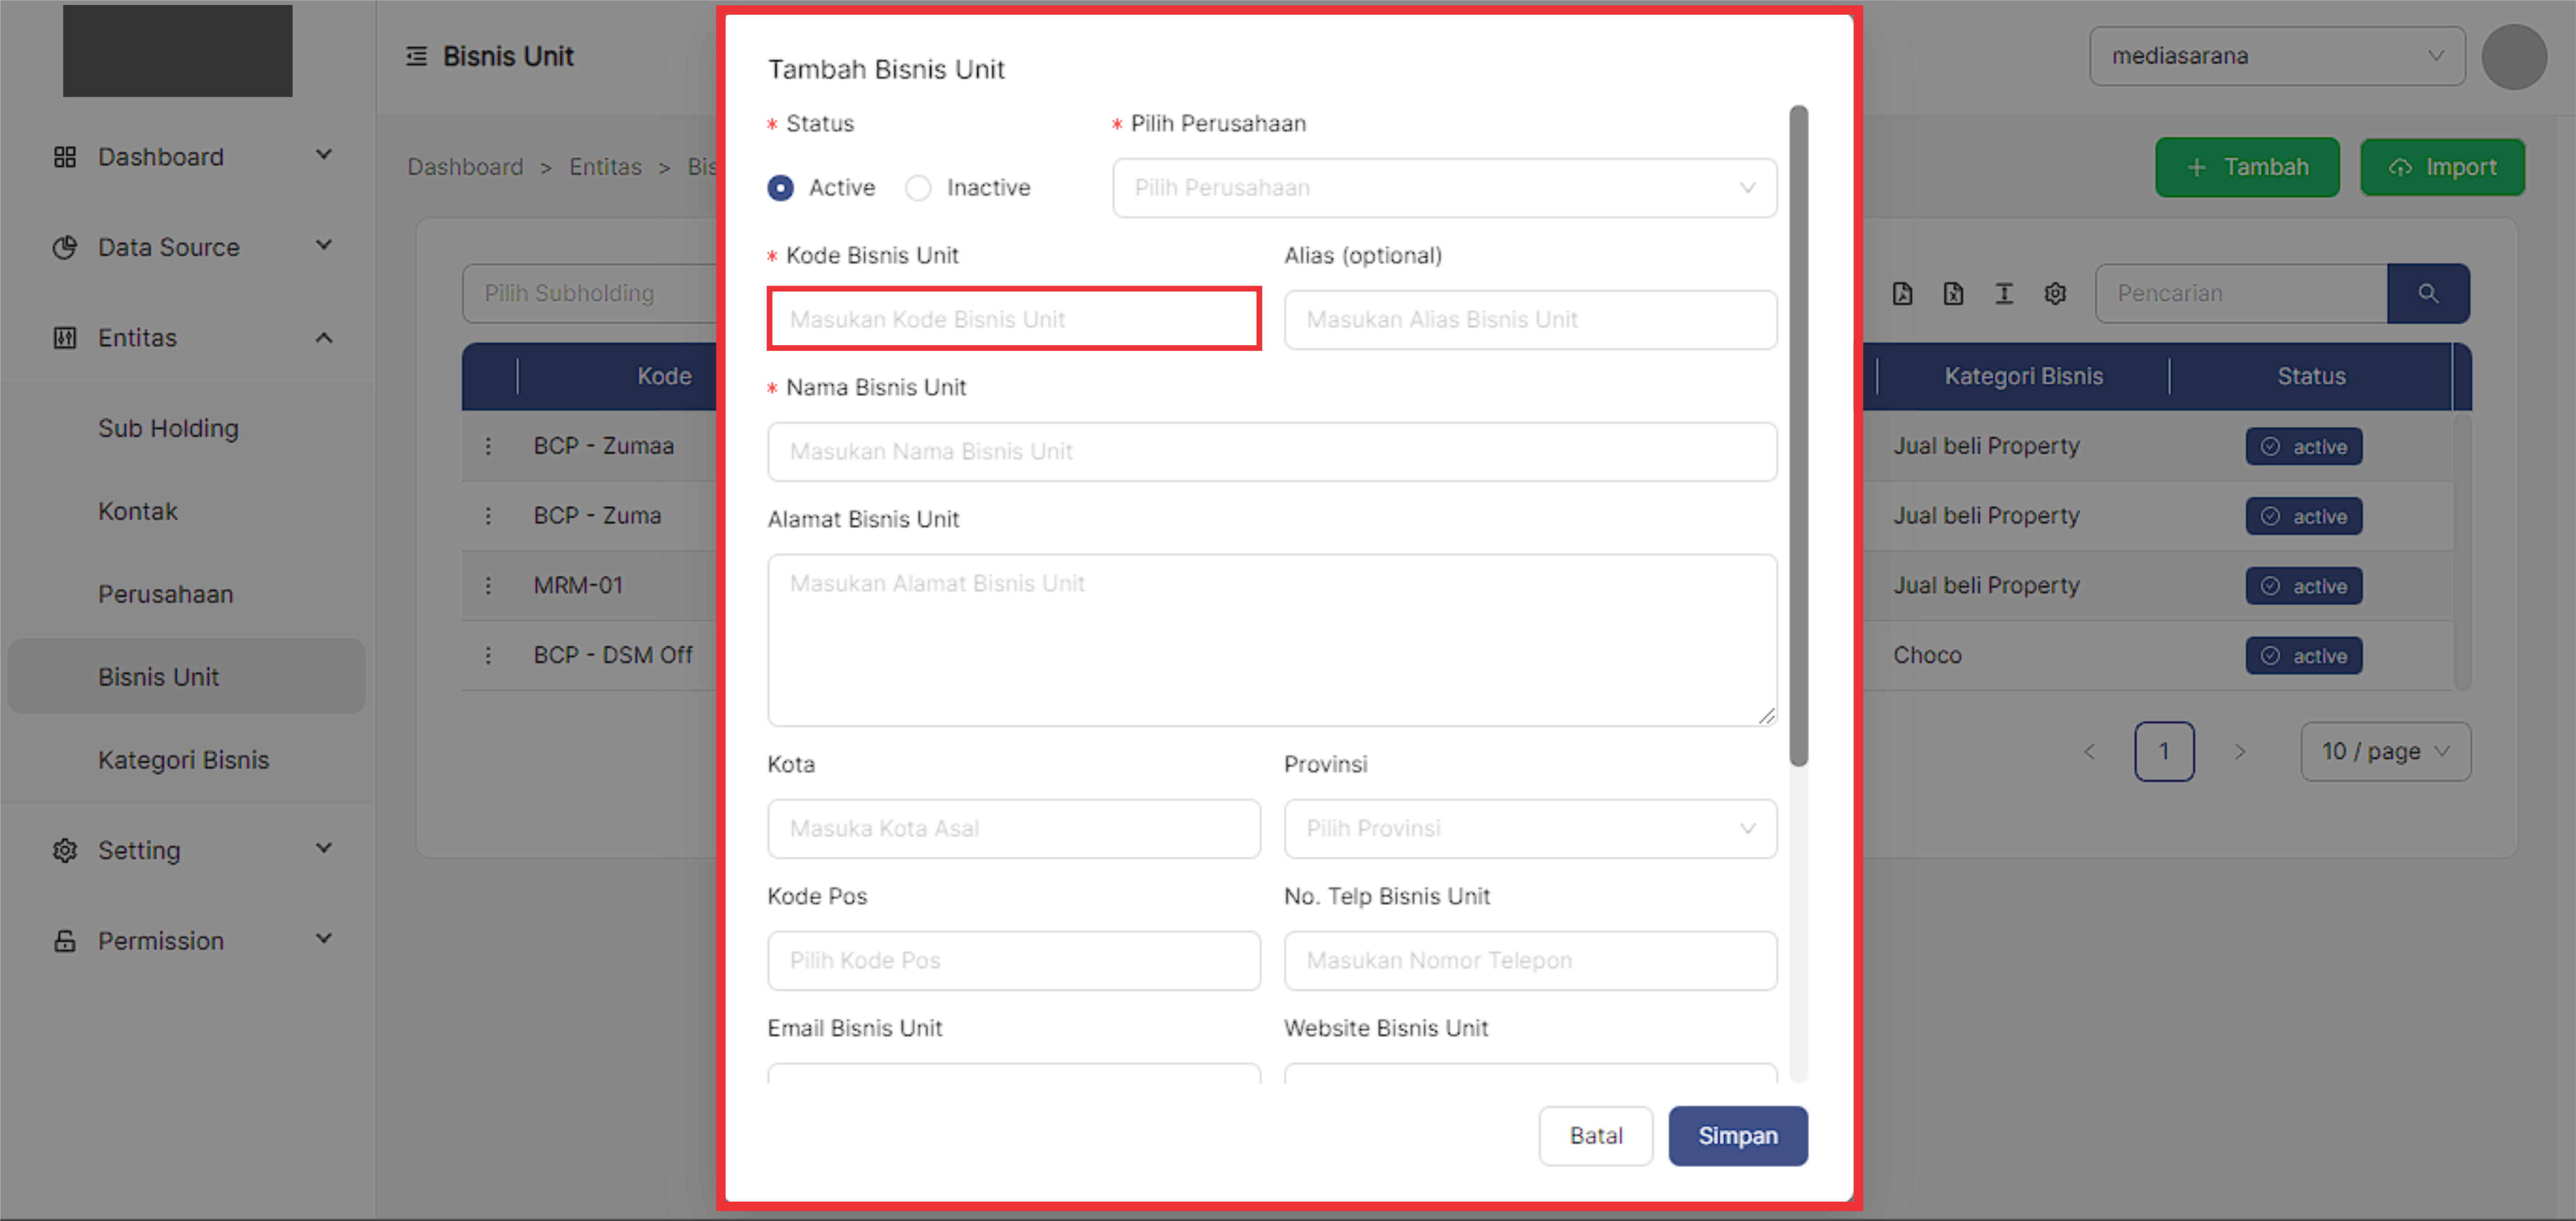 Bisnis Unit
mediasarana
Dashboard
Data Source
Entitas
Sub Holding
Kontak
Perusahaan
Bisnis Unit
Kategori Bisnis
Setting
Permission
Dashboard > Entitas > Bis
+ Tambah
Import
Pilih Subholding
Pencarian
Kode
Kategori Bisnis
Status
BCP - Zumaa
Jual beli Property
active
BCP - Zuma
Jual beli Property
active
MRM-01
Jual beli Property
active
BCP - DSM Off
Choco
active
< 1 >
10 / page
Tambah Bisnis Unit
* Status
* Pilih Perusahaan
Active
Inactive
Pilih Perusahaan
* Kode Bisnis Unit
Alias (optional)
Masukan Kode Bisnis Unit
Masukan Alias Bisnis Unit
* Nama Bisnis Unit
Masukan Nama Bisnis Unit
Alamat Bisnis Unit
Masukan Alamat Bisnis Unit
Kota
Provinsi
Masuka Kota Asal
Pilih Provinsi
Kode Pos
No. Telp Bisnis Unit
Pilih Kode Pos
Masukan Nomor Telepon
Email Bisnis Unit
Website Bisnis Unit
Batal
Simpan